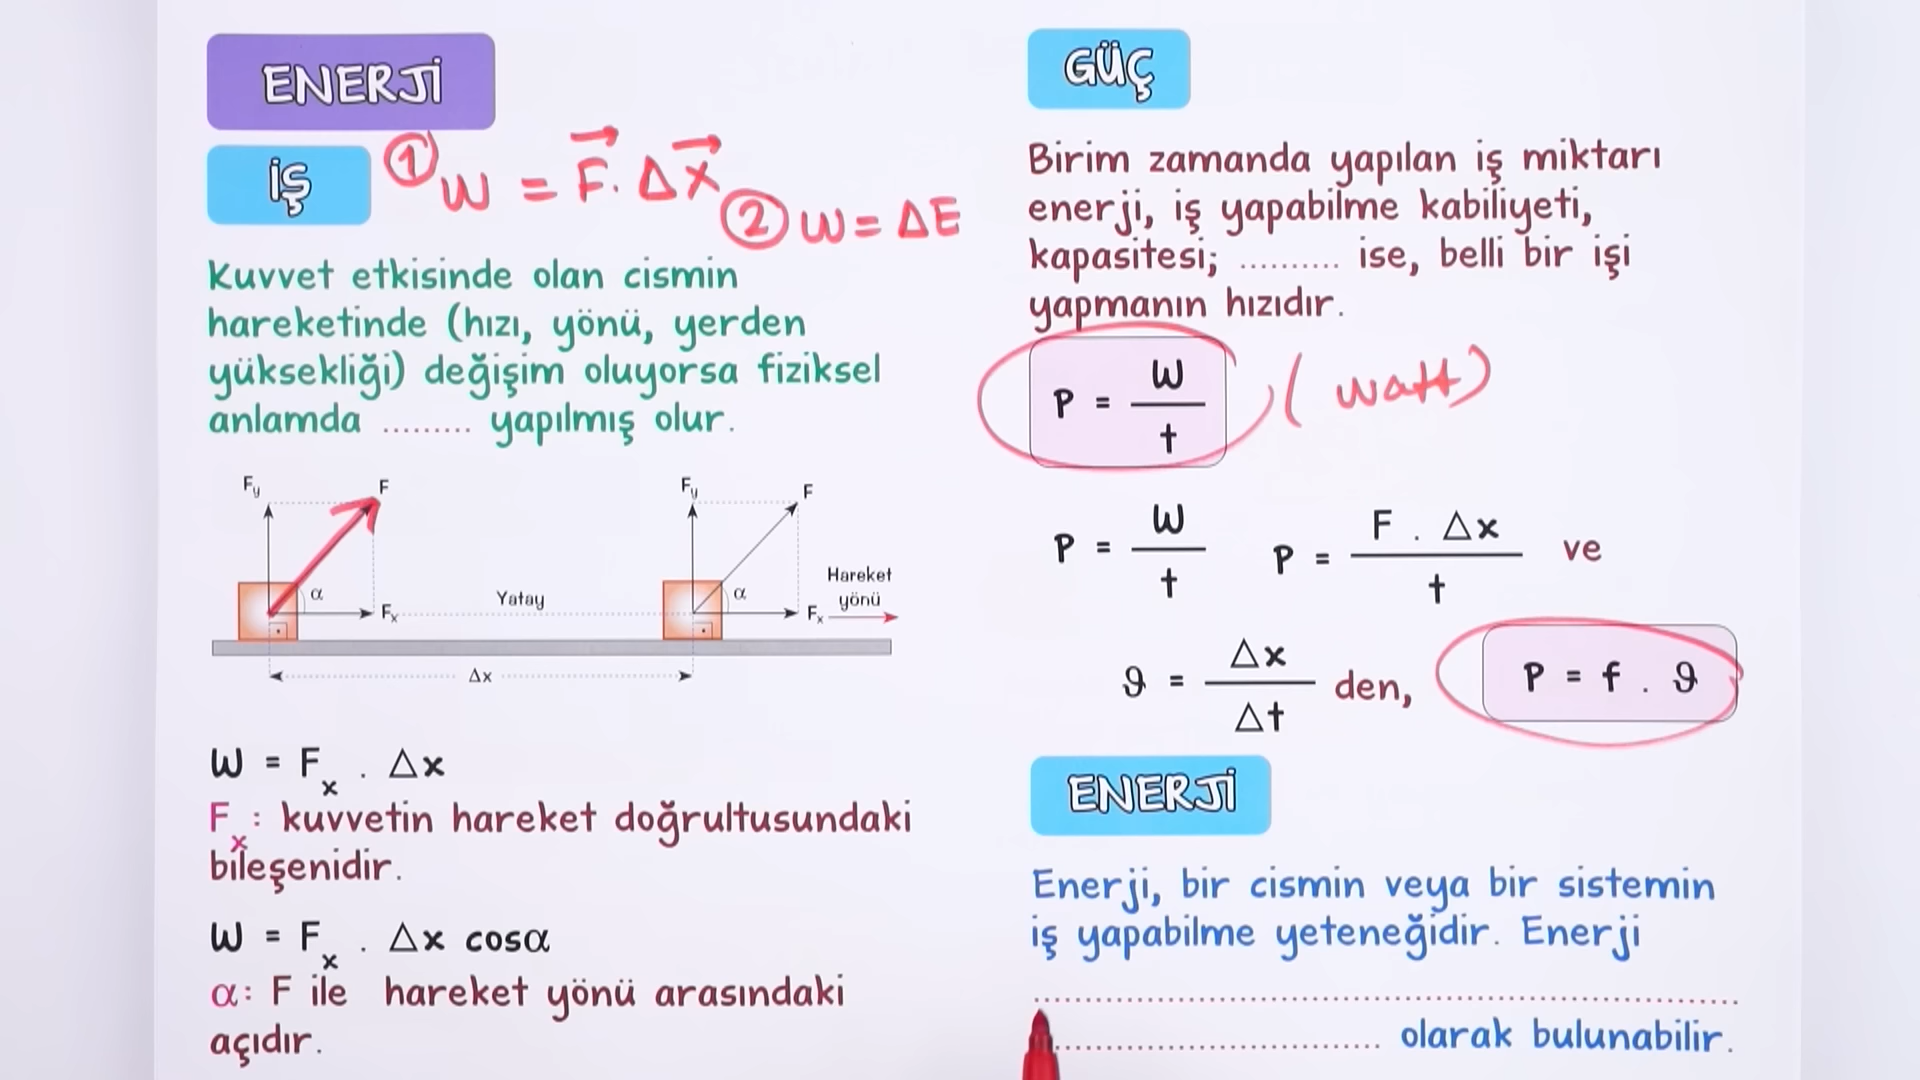 ENERJİ
İŞ
① W = F⃗ . Δx⃗
② W = ΔE
Kuvvet etkisinde olan cismin
hareketinde (hızı, yönü, yerden
yüksekliği) değişim oluyorsa fiziksel
anlamda ......... yapılmış olur.
Fy F Fy F
α Fx Yatay α Fx Hareket
yönü
Δx
W = Fx . Δx
Fx: kuvvetin hareket doğrultusundaki
bileşenidir.
W = Fx . Δx cosα
α: F ile hareket yönü arasındaki
açıdır.
GÜÇ
Birim zamanda yapılan iş miktarı
enerji, iş yapabilme kabiliyeti,
kapasitesi; .......... ise, belli bir işi
yapmanın hızıdır.
P = W / t (watt)
P = W / t P = F . Δx / t ve
ϑ = Δx / Δt den, P = f . ϑ
ENERJİ
Enerji, bir cismin veya bir sistemin
iş yapabilme yeteneğidir. Enerji
..........................................................
.............................. olarak bulunabilir.